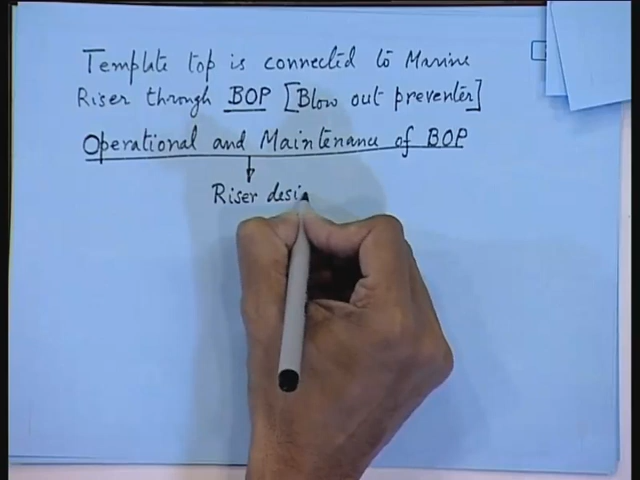 Template top is connected to Marine
Riser through BOP [Blow out preventer]
Operational and Maintenance of BOP
Riser desi